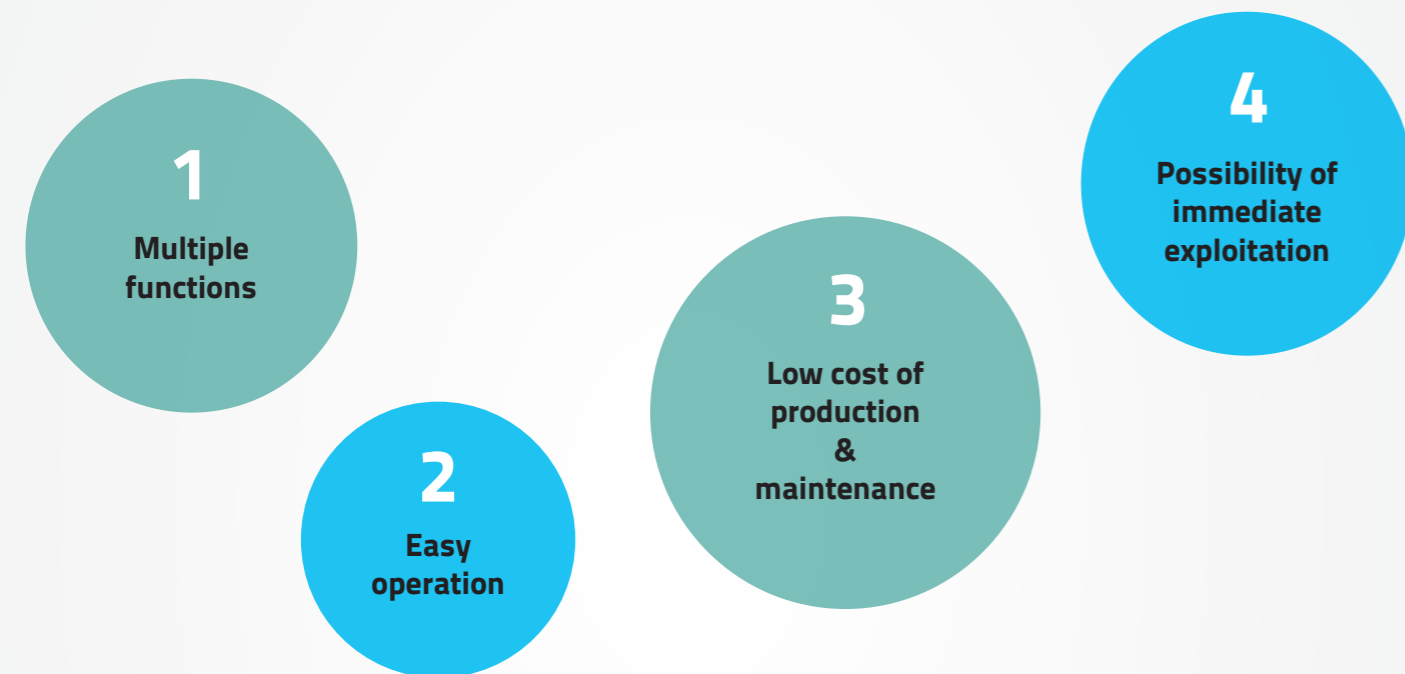 1
Multiple
functions
2
Easy
operation
3
Low cost of
production
&
maintenance
4
Possibility of
immediate
exploitation